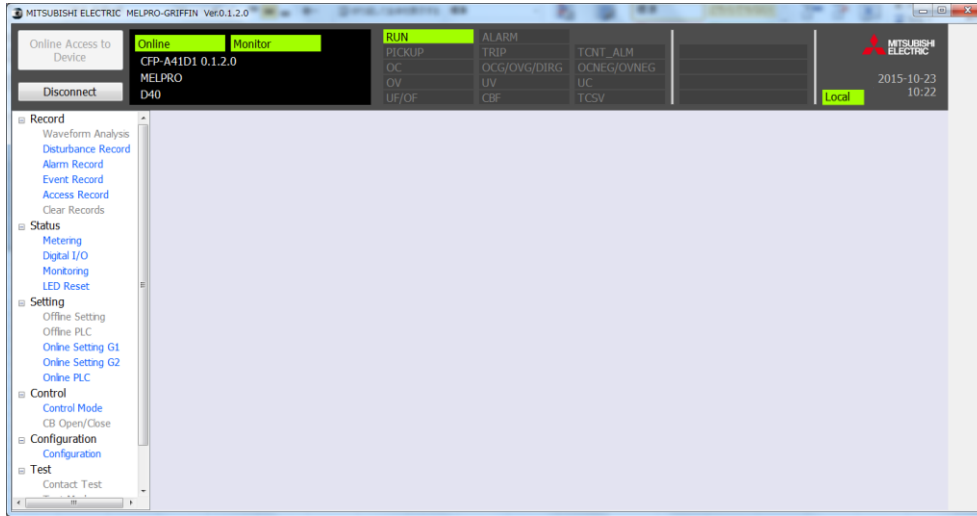 MITSUBISHI ELECTRIC MELPRO-GRIFFIN Ver.0.1.2.0
Online Access to
Device
Disconnect
Online Monitor
CFP-A41D1 0.1.2.0
MELPRO
D40
RUN ALARM
PICKUP TRIP TCNT_ALM
OC OCG/OVG/DIRG OCNEG/OVNEG
OV UV UC
UF/OF CBF TCSV
MITSUBISHI
ELECTRIC
2015-10-23
Local 10:22
Record
Waveform Analysis
Disturbance Record
Alarm Record
Event Record
Access Record
Clear Records
Status
Metering
Digital I/O
Monitoring
LED Reset
Setting
Offline Setting
Offline PLC
Online Setting G1
Online Setting G2
Online PLC
Control
Control Mode
CB Open/Close
Configuration
Configuration
Test
Contact Test